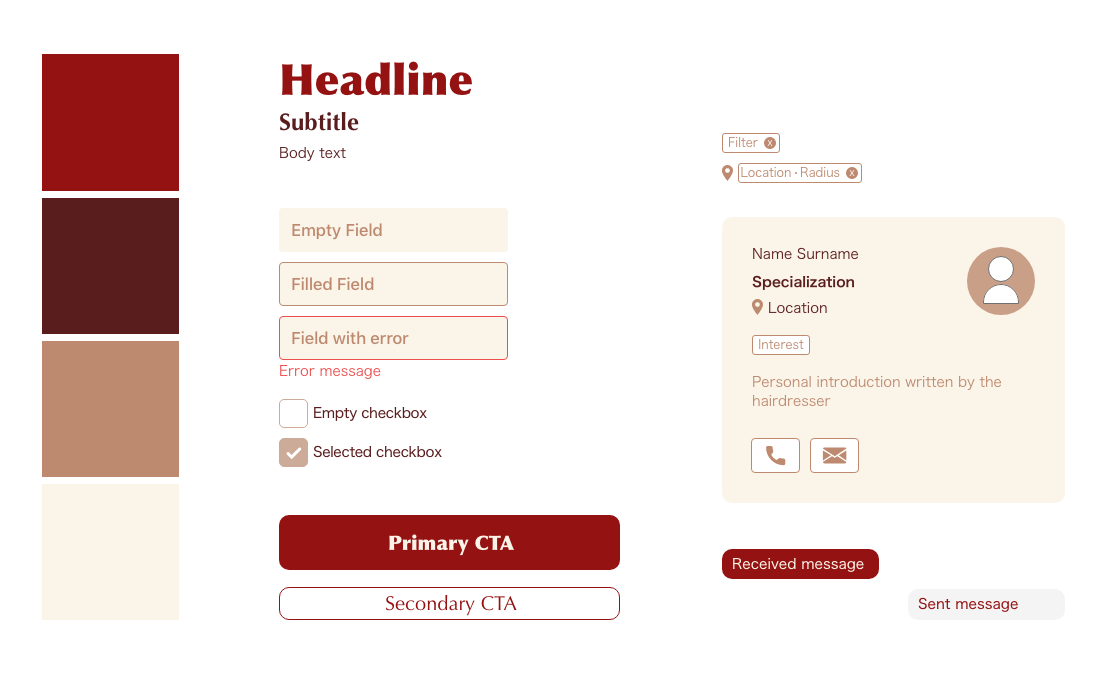 Headline
Subtitle
Body text
Empty Field
Filled Field
Field with error
Error message
Empty checkbox
Selected checkbox
Primary CTA
Secondary CTA
Filter X
Location · Radius X
Name Surname
Specialization
Location
Interest
Personal introduction written by the
hairdresser
Received message
Sent message